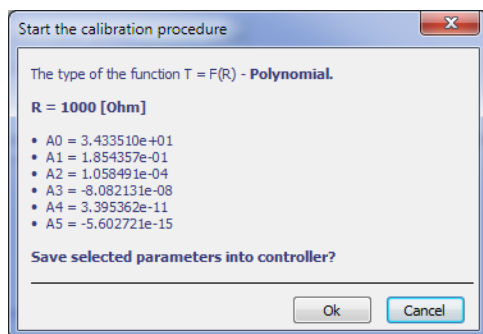 Start the calibration procedure
The type of the function T = F(R) - Polynomial.
R = 1000 [Ohm]
• A0 = 3.433510e+01
• A1 = 1.854357e-01
• A2 = 1.058491e-04
• A3 = -8.082131e-08
• A4 = 3.395362e-11
• A5 = -5.602721e-15
Save selected parameters into controller?
Ok Cancel